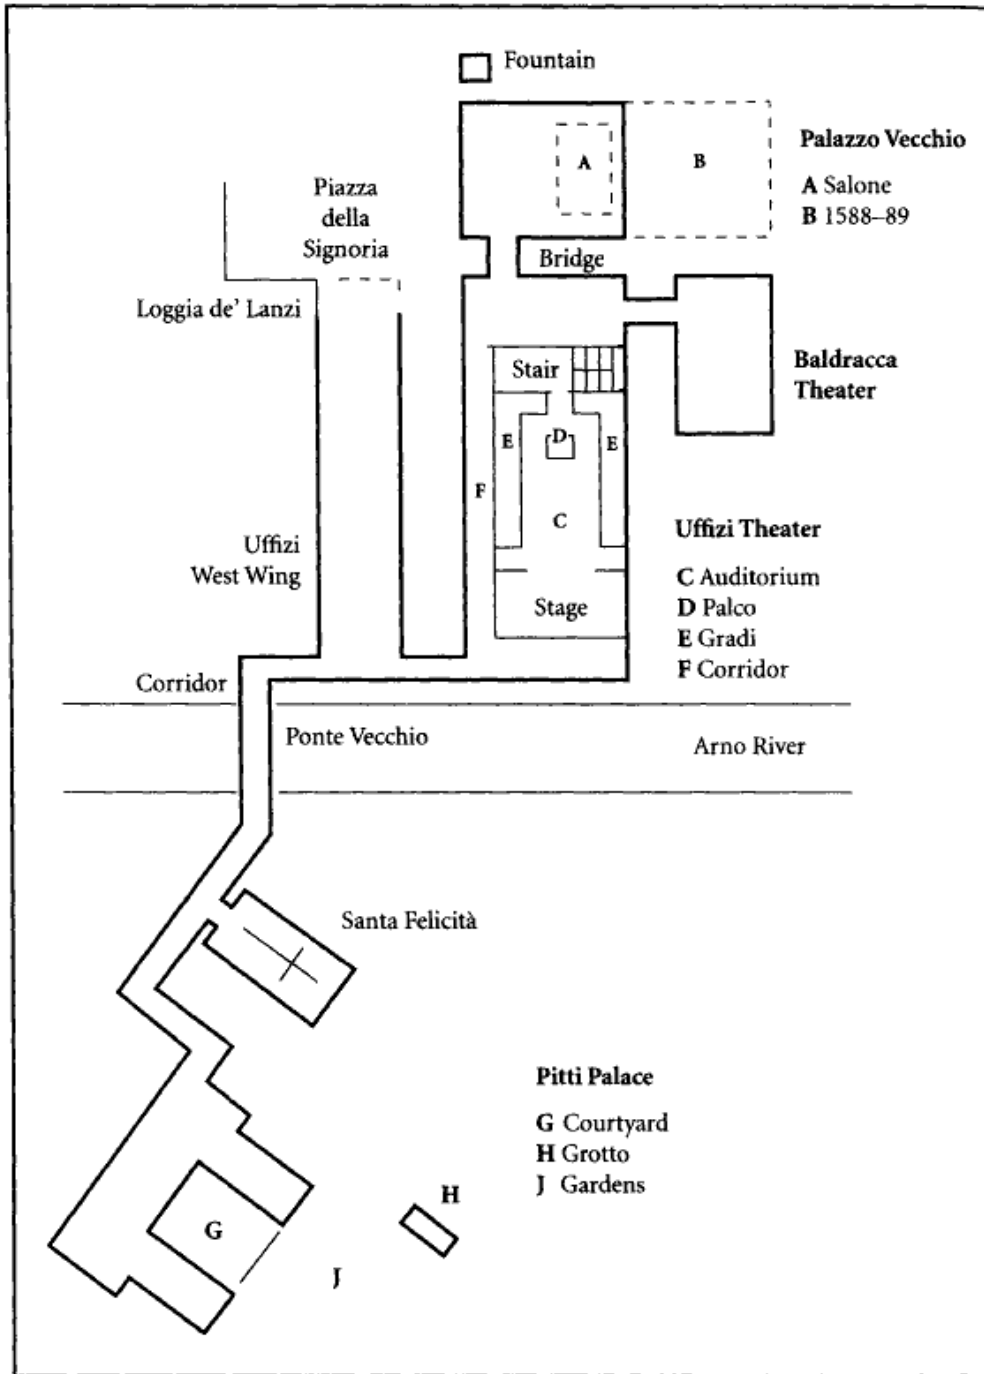 Fountain
Palazzo Vecchio
A
B
A Salone
B 1588–89
Piazza
della
Signoria
Bridge
Loggia de' Lanzi
Stair
Baldracca
Theater
E
D
E
F
C
Uffizi
West Wing
Uffizi Theater
C Auditorium
D Palco
E Gradi
F Corridor
Stage
Corridor
Ponte Vecchio
Arno River
Santa Felicità
Pitti Palace
G Courtyard
H Grotto
J Gardens
H
G
J